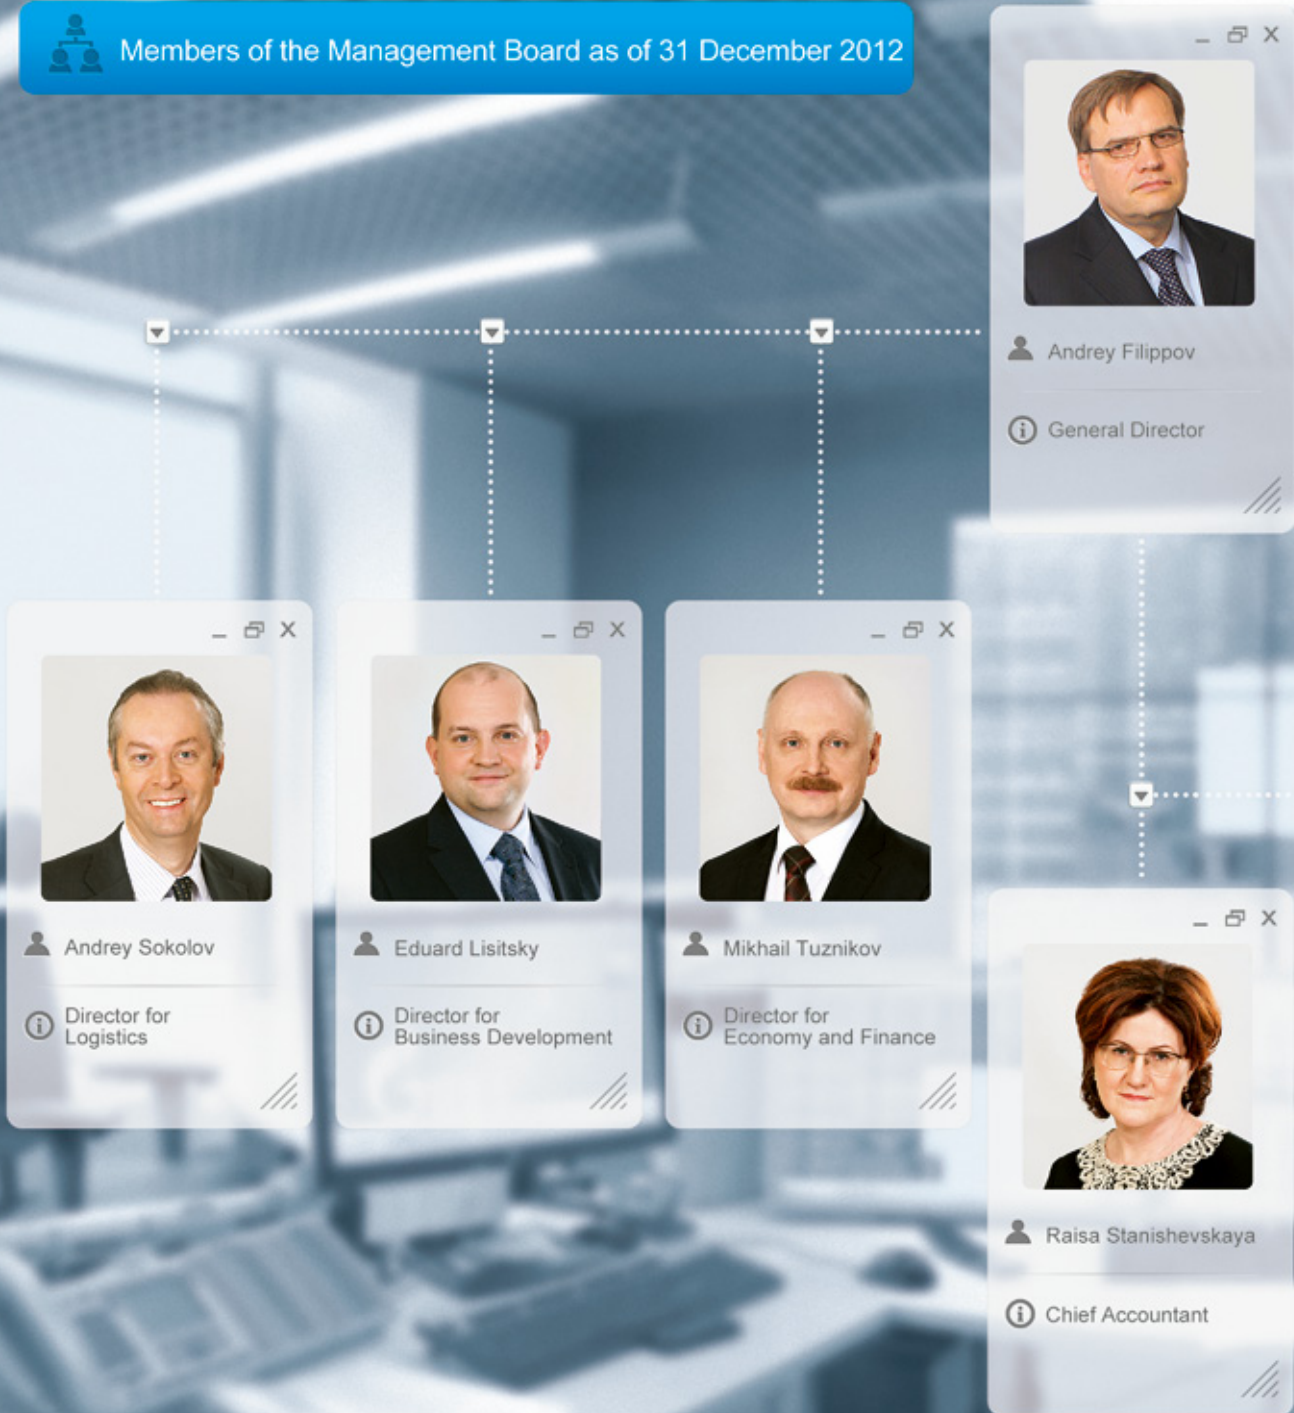 Members of the Management Board as of 31 December 2012
Andrey Filippov
General Director
Andrey Sokolov
Director for
Logistics
Eduard Lisitsky
Director for
Business Development
Mikhail Tuznikov
Director for
Economy and Finance
Raisa Stanishevskaya
Chief Accountant